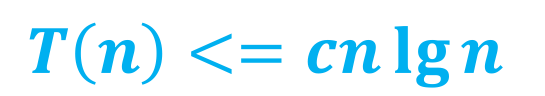 T(n) <= cn lg n